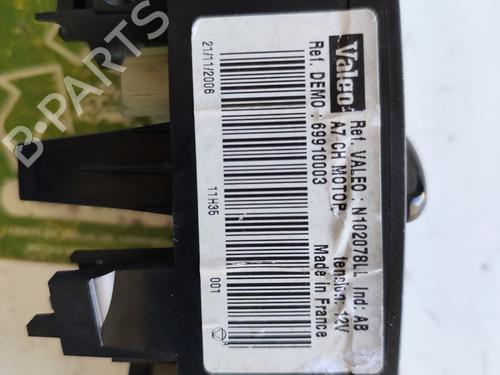 Valeo
Ref. VALEO : N102078LL Ind: AB
A7 CH MOTOR tension: 12V
Ref. DEMO : 69910003 Made in France
21/11/2006 11H35 001
B-PARTS